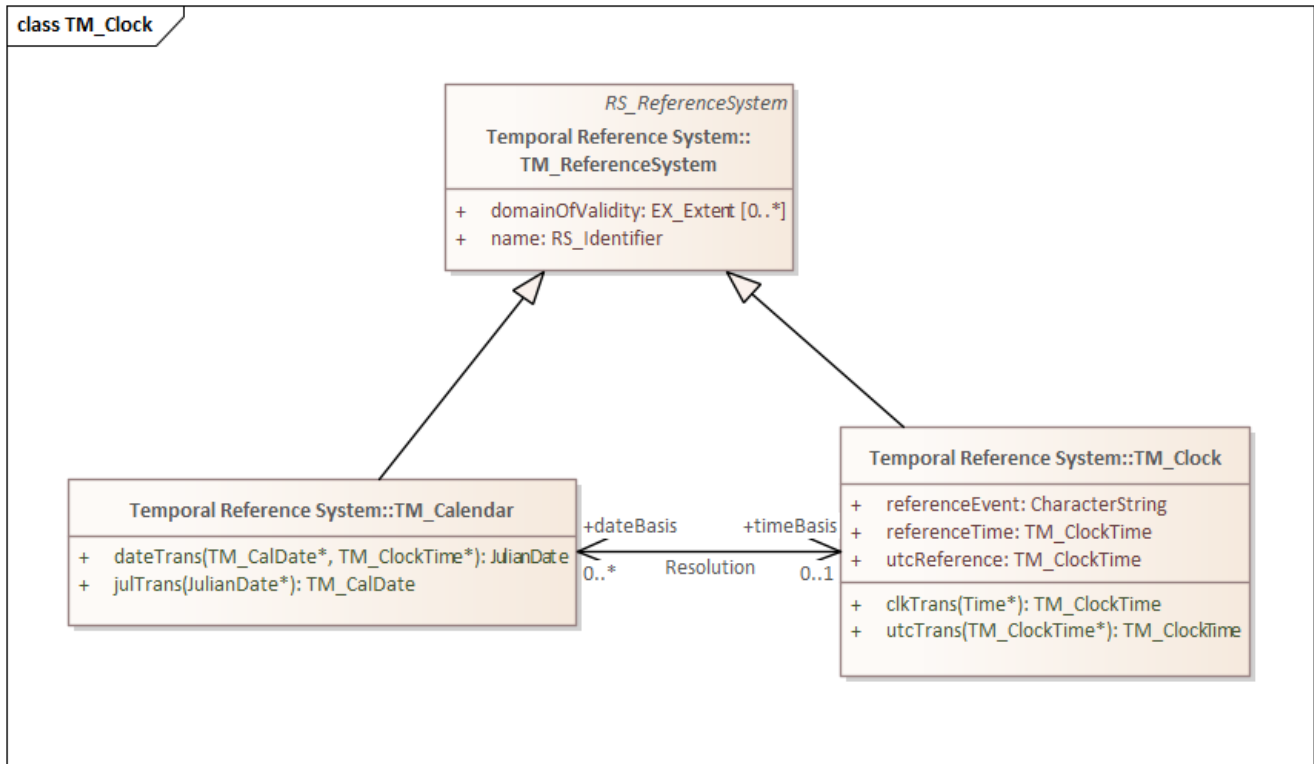 class TM_Clock
RS_ReferenceSystem
Temporal Reference System::
TM_ReferenceSystem
+ domainOfValidity: EX_Extent [0..*]
+ name: RS_Identifier
Temporal Reference System::TM_Calendar
+ dateTrans(TM_CalDate*, TM_ClockTime*): JulianDate
+ julTrans(JulianDate*): TM_CalDate
+dateBasis
+timeBasis
0..*
Resolution
0..1
Temporal Reference System::TM_Clock
+ referenceEvent: CharacterString
+ referenceTime: TM_ClockTime
+ utcReference: TM_ClockTime
+ clkTrans(Time*): TM_ClockTime
+ utcTrans(TM_ClockTime*): TM_ClockTime